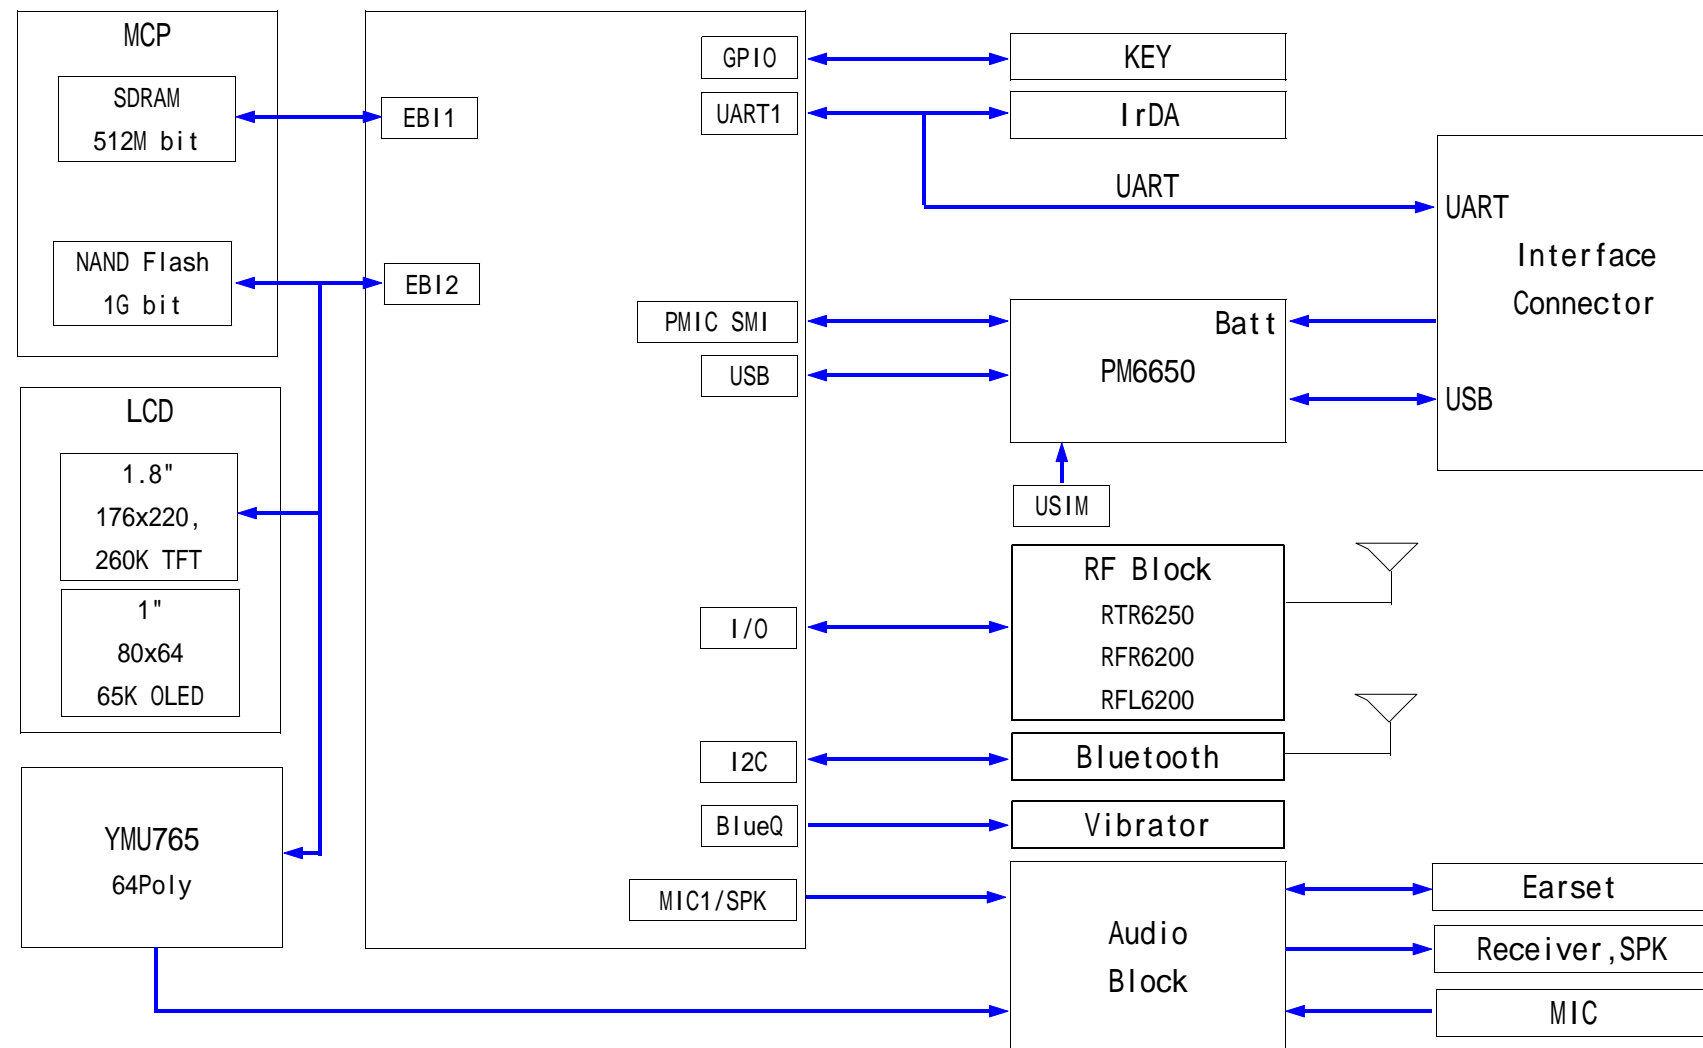 MCP
SDRAM
512M bit
NAND Flash
1G bit
LCD
1.8"
176x220,
260K TFT
1"
80x64
65K OLED
YMU765
64Poly
EBI1
EBI2
GPIO
UART1
PMIC SMI
USB
I/O
I2C
BlueQ
MIC1/SPK
KEY
IrDA
UART
Batt
PM6650
USIM
RF Block
RTR6250
RFR6200
RFL6200
Bluetooth
Vibrator
Audio
Block
UART
Interface
Connector
USB
Earset
Receiver,SPK
MIC